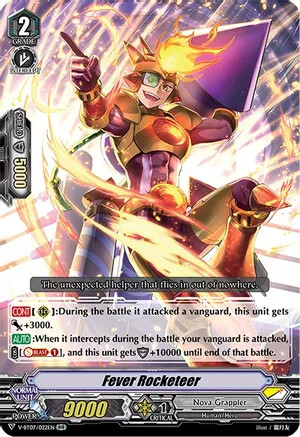 2
GRADE
INTERCEPT
SHIELD 5000
The unexpected helper that flies in out of nowhere.
CONT【】:During the battle it attacked a vanguard, this unit gets
+3000.
AUTO:When it intercepts during the battle your vanguard is attacked,
[BLAST 1], and this unit gets +10000 until end of that battle.
Fever Rocketeer
NORMAL UNIT
V-BT07/022EN RR
POWER 9000
1 CRITICAL
Nova Grappler
Human/Hero